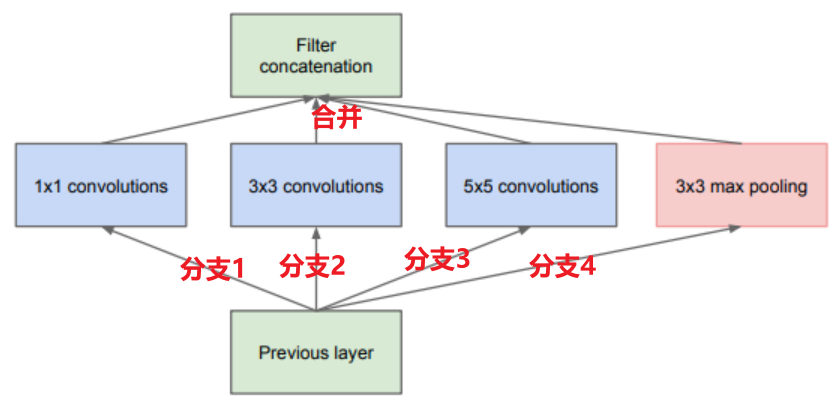 Filter
concatenation
合并
1x1 convolutions
3x3 convolutions
5x5 convolutions
3x3 max pooling
分支1
分支2
分支3
分支4
Previous layer